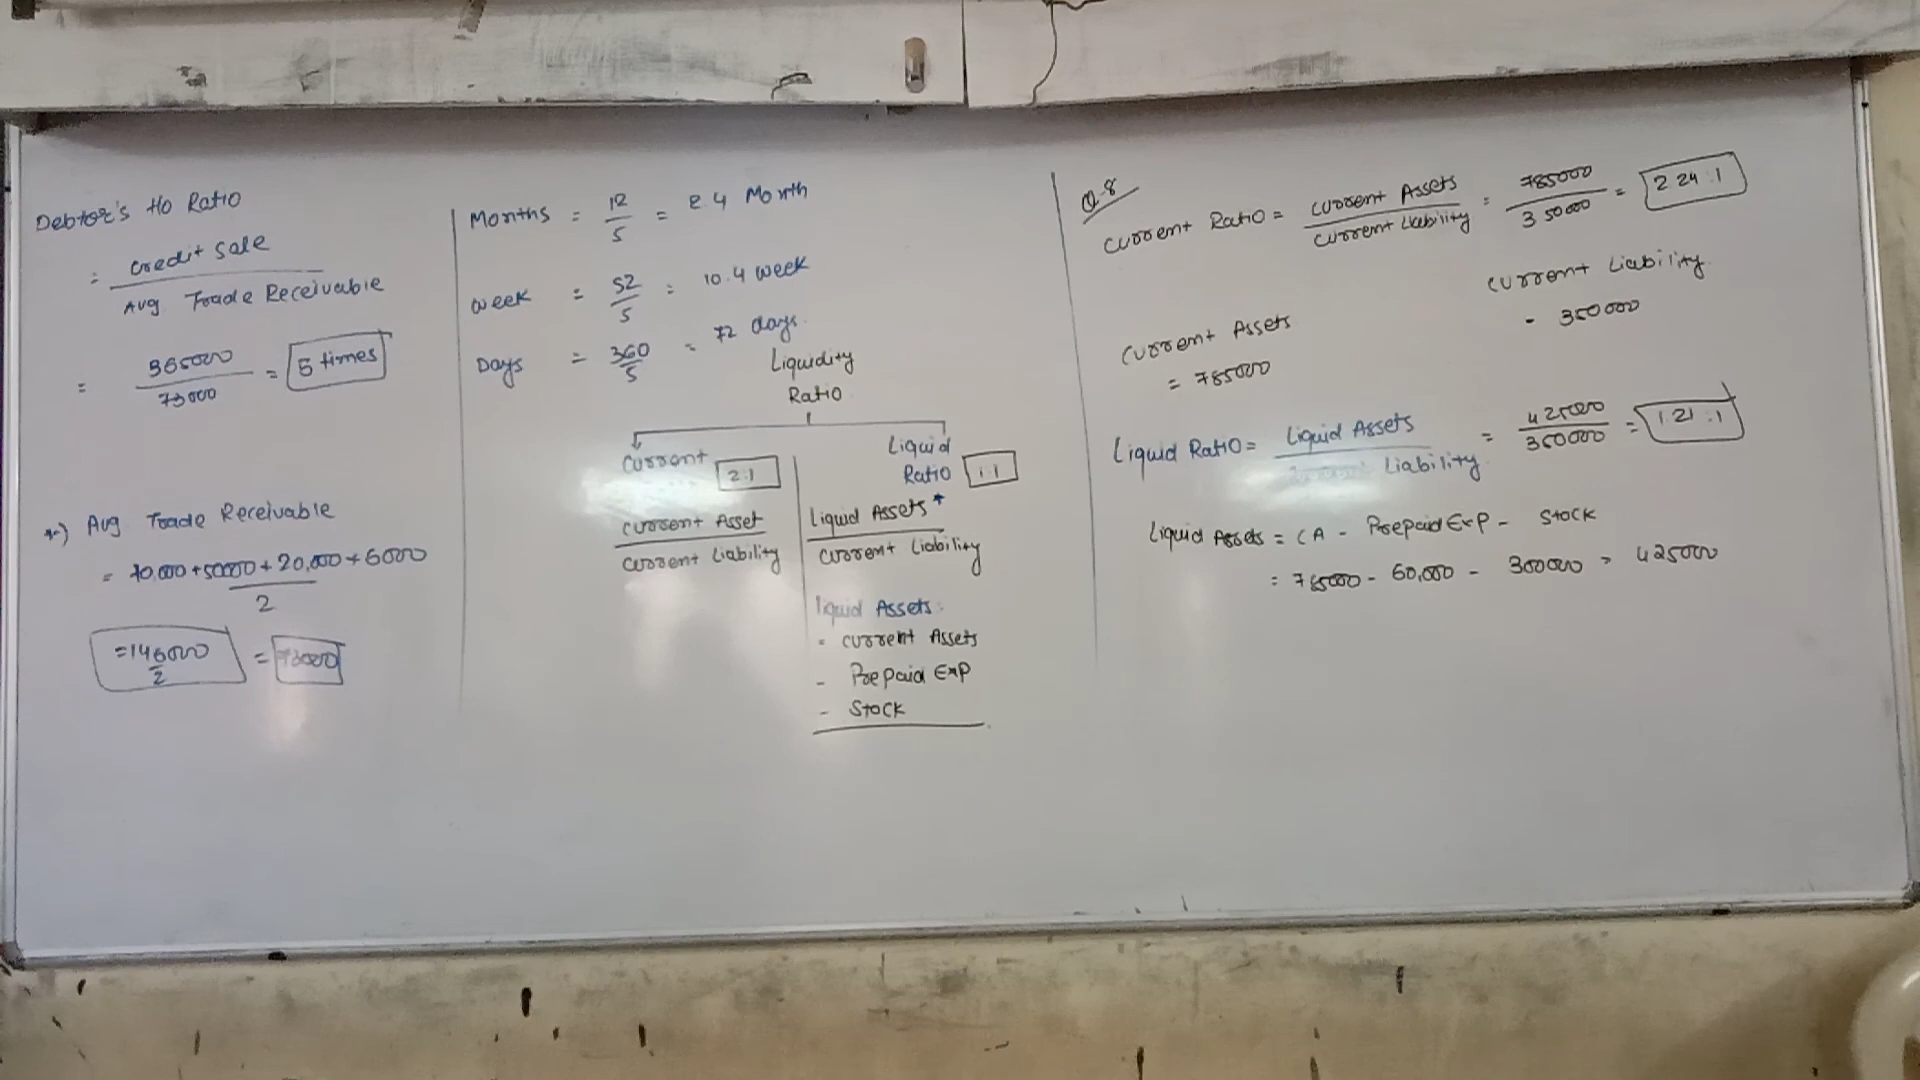 Debtor's t/o Ratio
= Credit Sale
Avg. Trade Receivable
= 365000
73000
= 5 times
Avg Trade Receivable
= 70,000 + 50000 + 20,000 + 6000
2
= 146000
2
= 73000
Months = 12
5
= 2.4 Month
week = 52
5
= 10.4 week
Days = 360
5
= 72 days.
Liquidity
Ratio
Current
2:1
Current Asset
Current Liability
Liquid
Ratio
1:1
Liquid Assets *
Current Liability
liquid Assets:
- Current Assets
- Prepaid Exp
- Stock
Q-8
Current Ratio = Current Assets
Current Liability
= 785000
350000
= 2.24:1
Current Assets
= 785000
Current Liability
- 350000
Liquid Ratio = Liquid Assets
Liability
= 425000
350000
= 1.21:1
Liquid Assets = CA - Prepaid Exp - Stock
= 785000 - 60,000 - 300000 = 425000